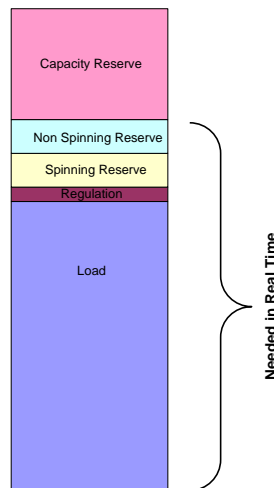 Capacity Reserve
Non Spinning Reserve
Spinning Reserve
Regulation
Load
Needed in Real Time